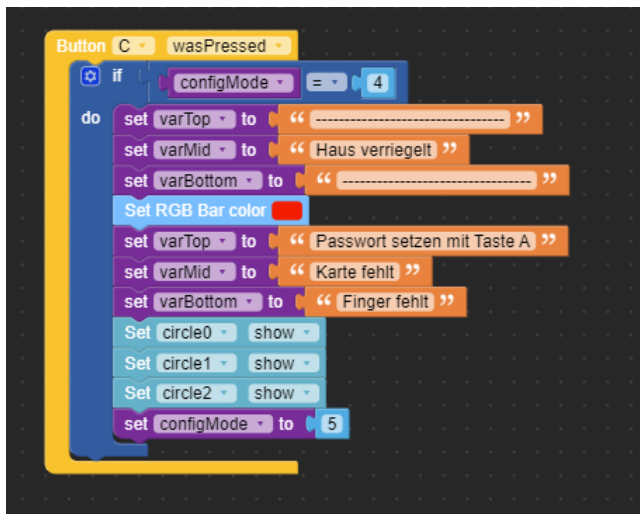 Button C wasPressed
if configMode = 4
do set varTop to “ -------------------------------- ”
set varMid to “ Haus verriegelt ”
set varBottom to “ -------------------------------- ”
Set RGB Bar color
set varTop to “ Passwort setzen mit Taste A ”
set varMid to “ Karte fehlt ”
set varBottom to “ Finger fehlt ”
Set circle0 show
Set circle1 show
Set circle2 show
set configMode to 5